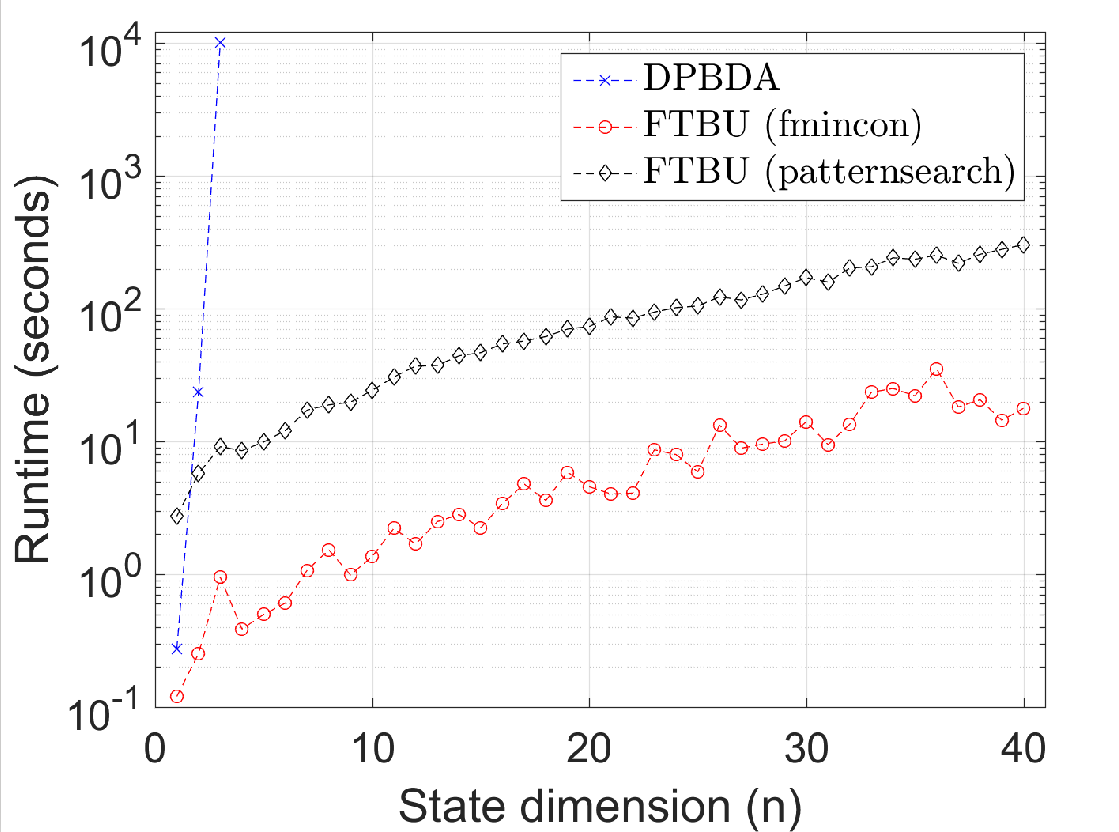 DPBDA
FTBU (fmincon)
FTBU (patternsearch)
10^4
10^3
10^2
10^1
10^0
10^-1
Runtime (seconds)
0 10 20 30 40
State dimension (n)